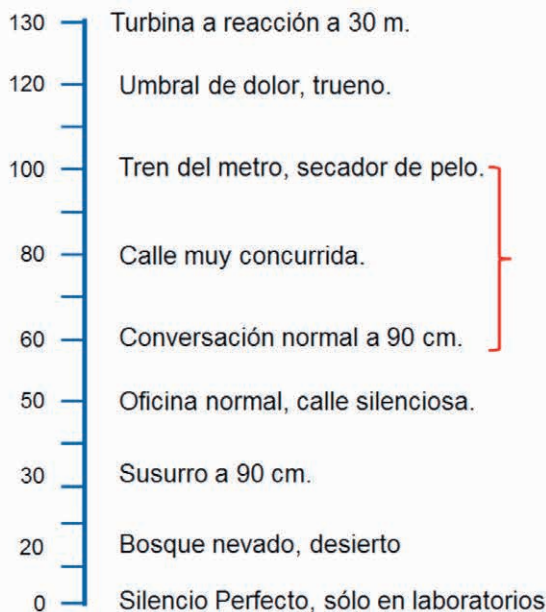 130 Turbina a reacción a 30 m.
120 Umbral de dolor, trueno.
100 Tren del metro, secador de pelo.
80 Calle muy concurrida.
60 Conversación normal a 90 cm.
50 Oficina normal, calle silenciosa.
30 Susurro a 90 cm.
20 Bosque nevado, desierto
0 Silencio Perfecto, sólo en laboratorios